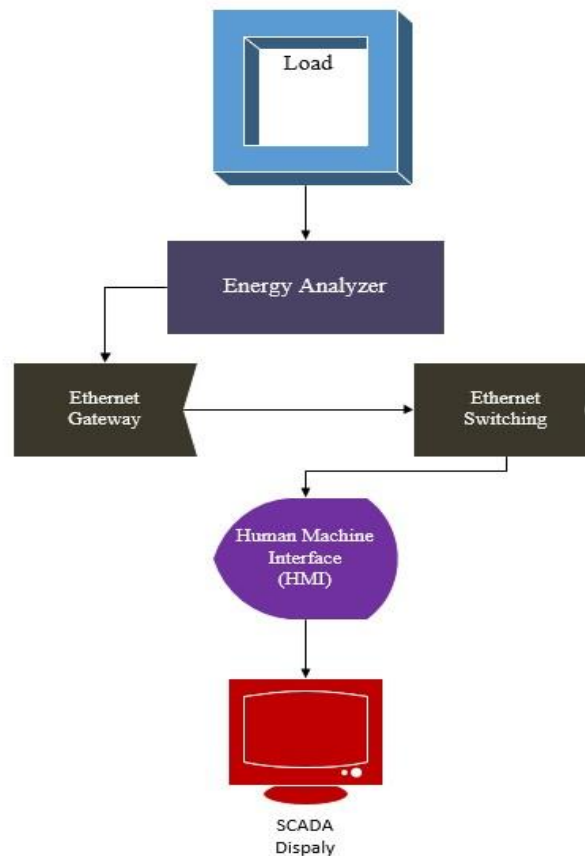 Load
Energy Analyzer
Ethernet
Gateway
Ethernet
Switching
Human Machine
Interface
(HMI)
SCADA
Dispaly